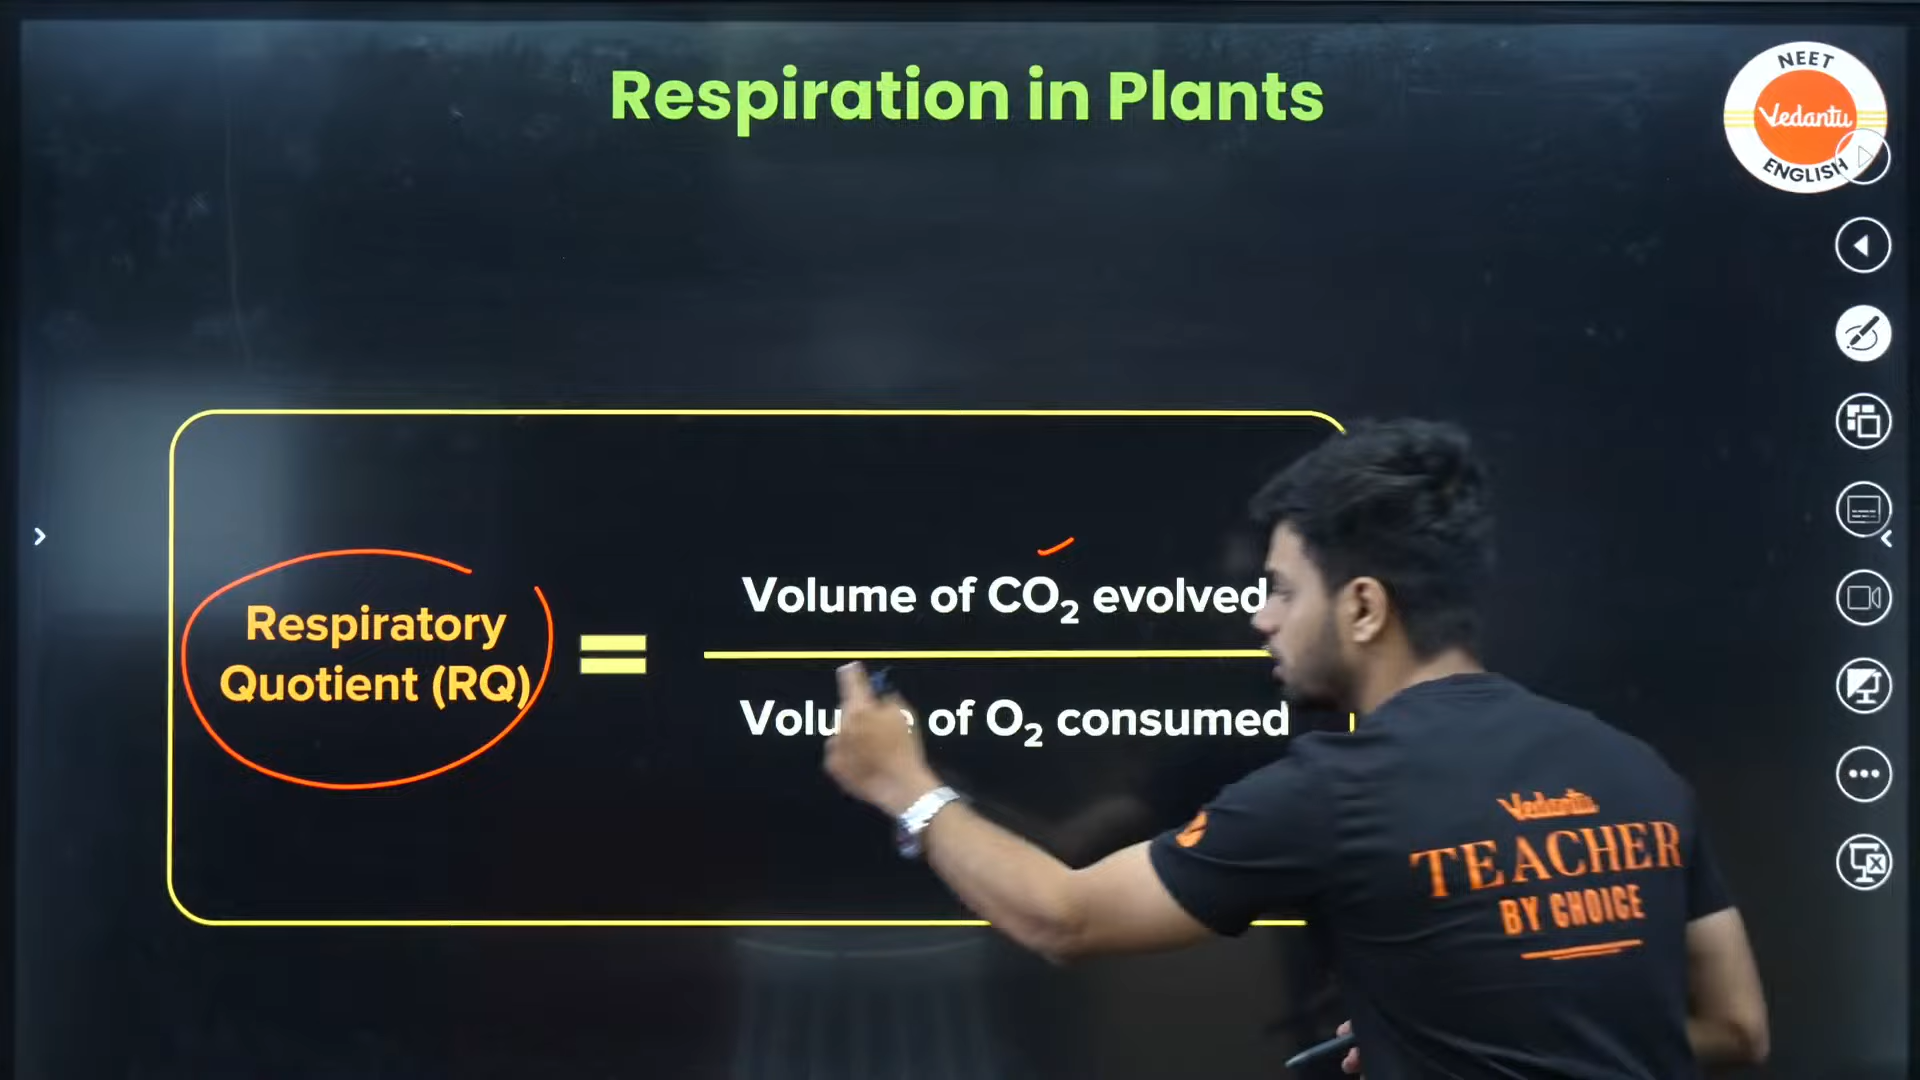 Respiration in Plants
NEET
Vedantu
ENGLISH
Respiratory
Quotient (RQ)
=
Volume of CO₂ evolved
Volume of O₂ consumed
Vedantu
TEACHER
BY CHOICE